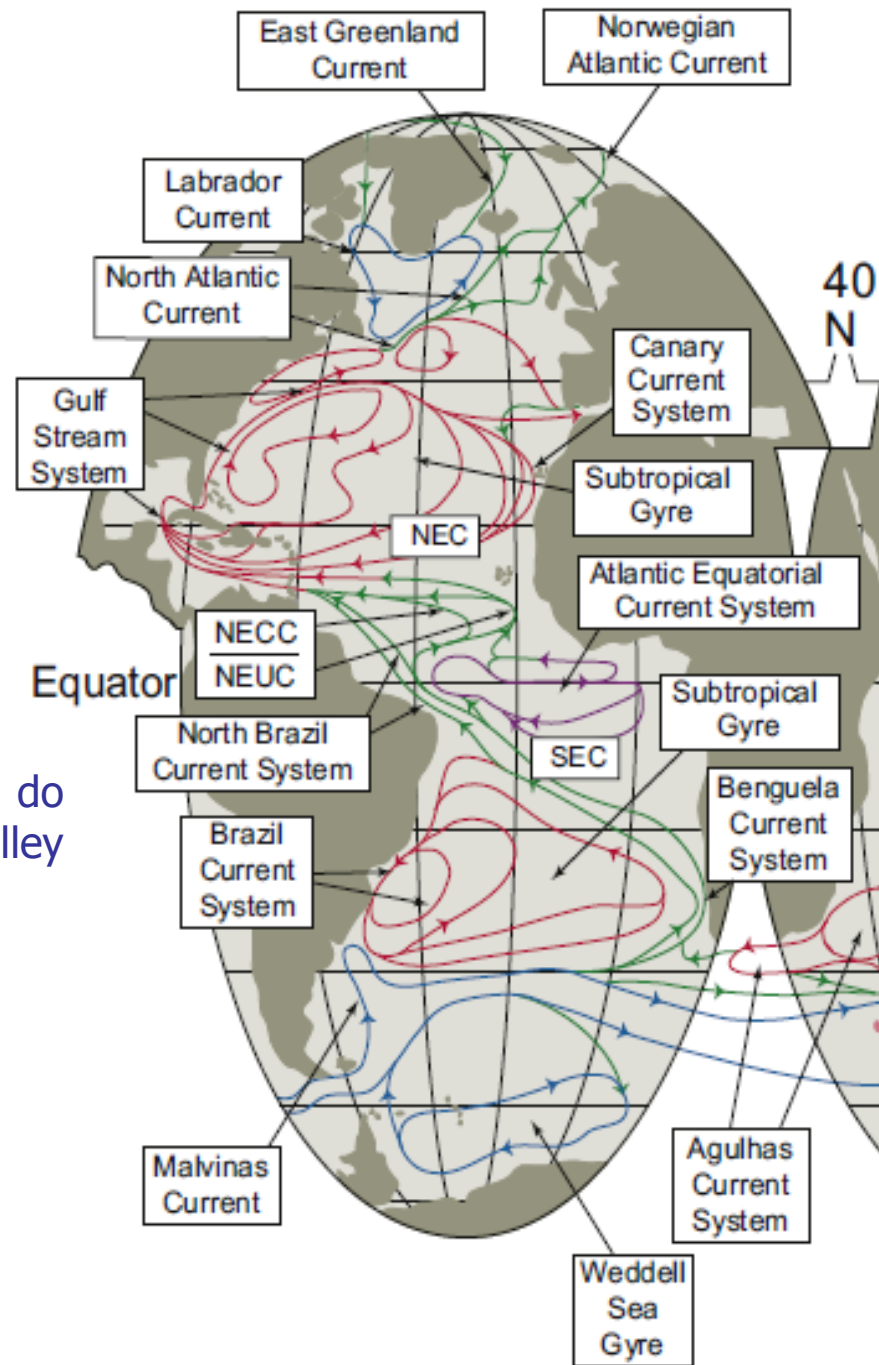 East Greenland
Current
Norwegian
Atlantic Current
Labrador
Current
North Atlantic
Current
40
N
Canary
Current
System
Gulf
Stream
System
Subtropical
Gyre
NEC
Atlantic Equatorial
Current System
NECC
NEUC
Equator
Subtropical
Gyre
North Brazil
Current System
SEC
do
lley
Benguela
Current
System
Brazil
Current
System
Malvinas
Current
Agulhas
Current
System
Weddell
Sea
Gyre